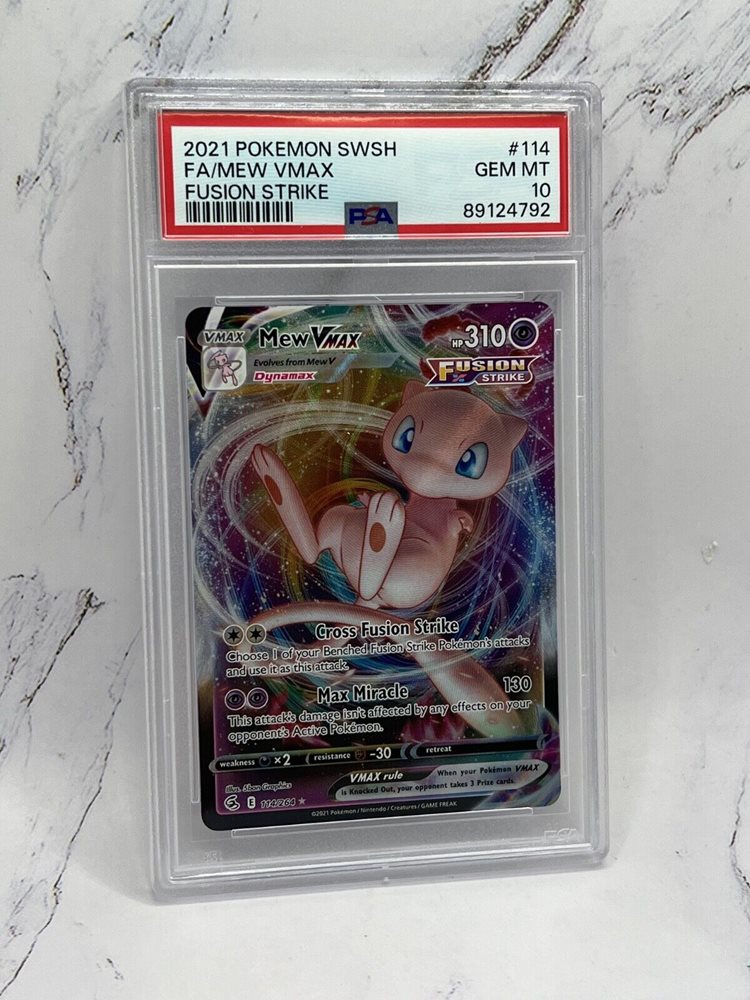 2021 POKEMON SWSH #114
FA/MEW VMAX GEM MT
FUSION STRIKE 10
PSA 89124792
VMAX Mew VMAX HP 310
Evolves from Mew V
Dynamax
FUSION
STRIKE
Cross Fusion Strike
Choose 1 of your Benched Fusion Strike Pokémon's attacks
and use it as this attack.
Max Miracle 130
This attack's damage isn't affected by any effects on your
opponent's Active Pokémon.
weakness ×2 resistance -30 retreat
VMAX rule When your Pokémon VMAX
is Knocked Out, your opponent takes 3 Prize cards.
Illus. 5ban Graphics
E 114/264 ★
©2021 Pokémon / Nintendo / Creatures / GAME FREAK
PSA